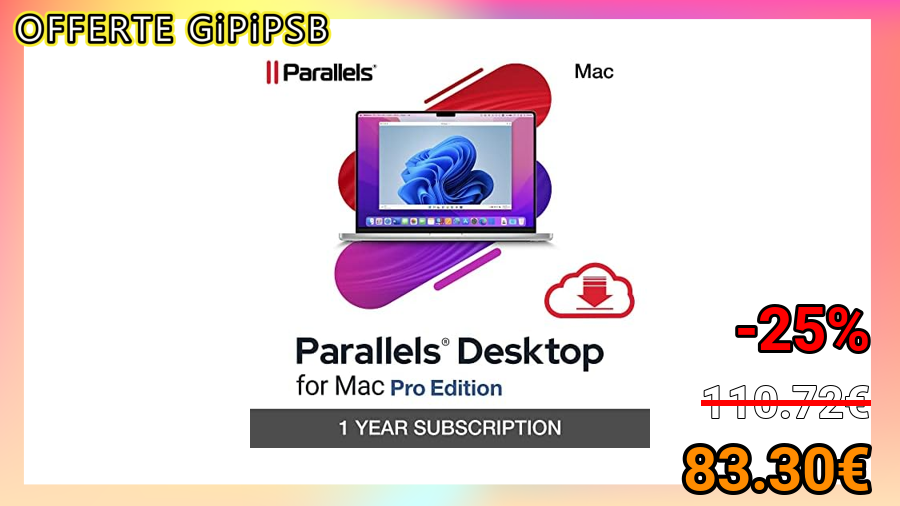 OFFERTE GiPiPSB
Parallels®
Mac
Parallels® Desktop
for Mac Pro Edition
1 YEAR SUBSCRIPTION
-25%
110.72€
83.30€